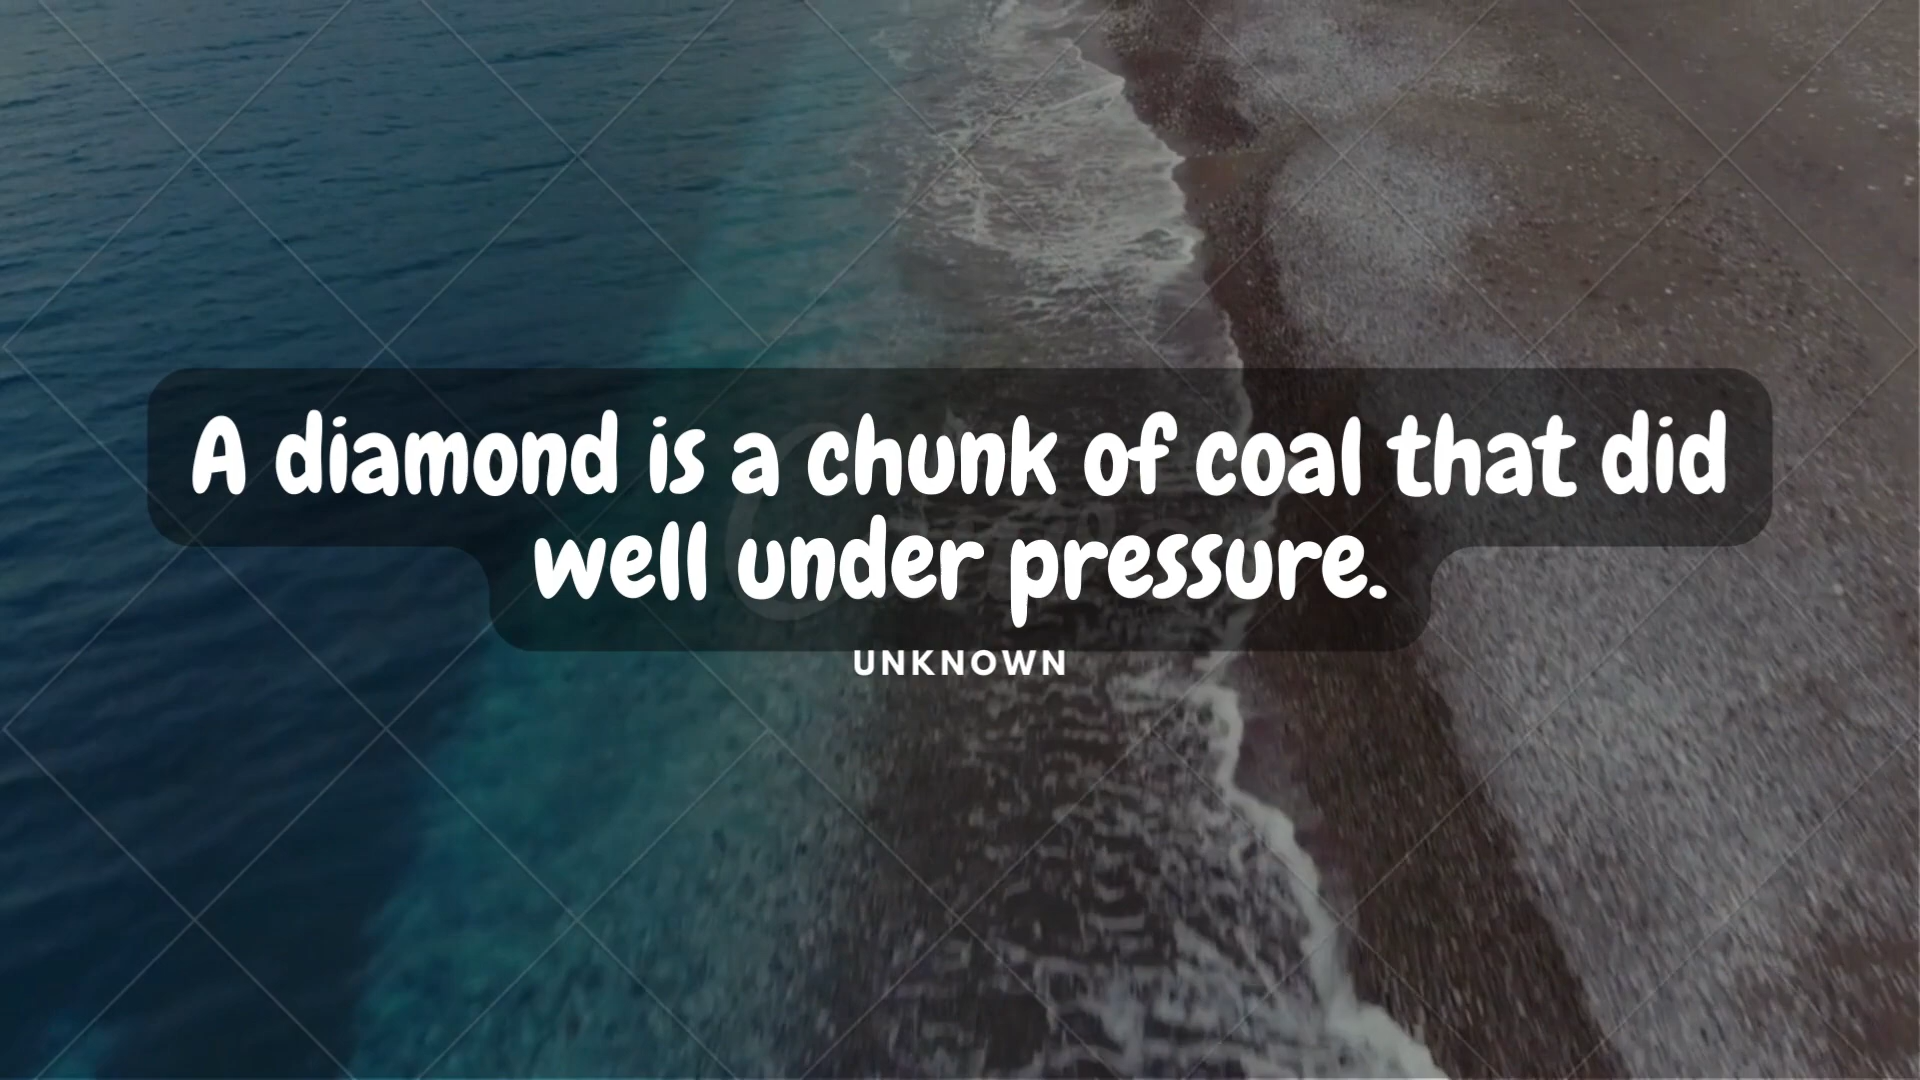 A diamond is a chunk of coal that did
well under pressure.
UNKNOWN